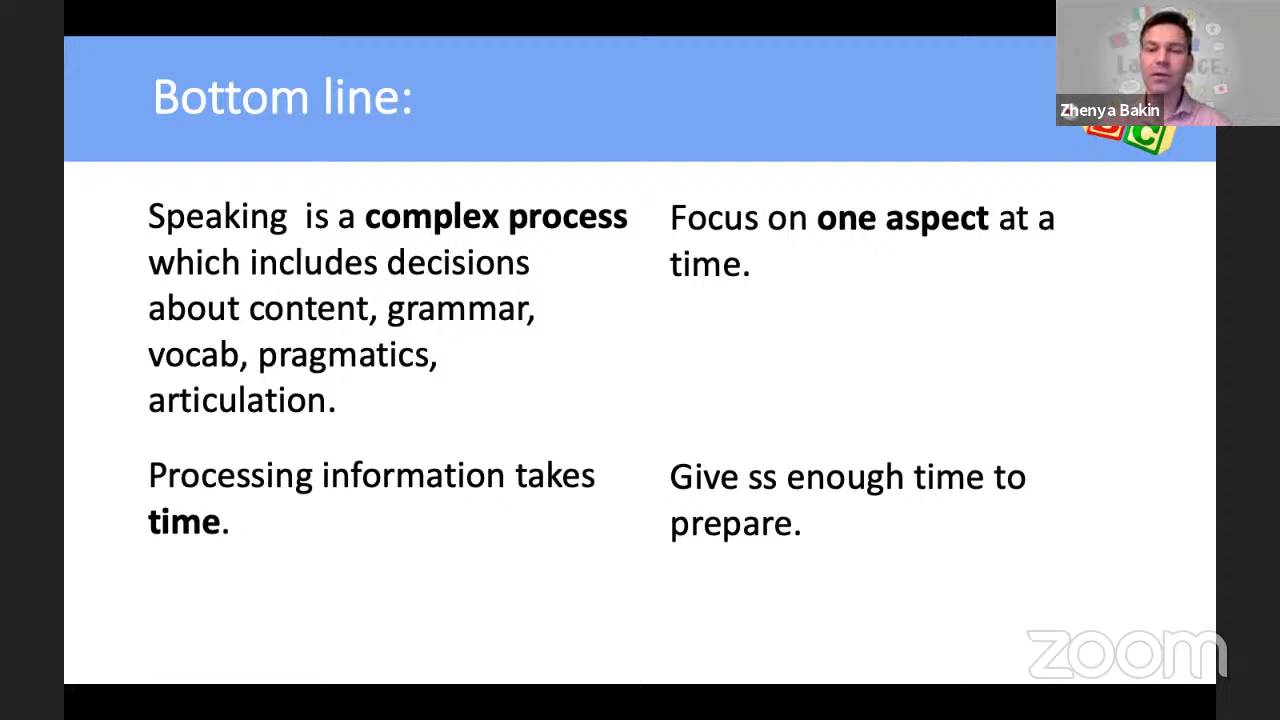 Bottom line:
Zhenya Bakin
Speaking  is a complex process
which includes decisions
about content, grammar,
vocab, pragmatics,
articulation.
Focus on one aspect at a
time.
Processing information takes
time.
Give ss enough time to
prepare.
zoom